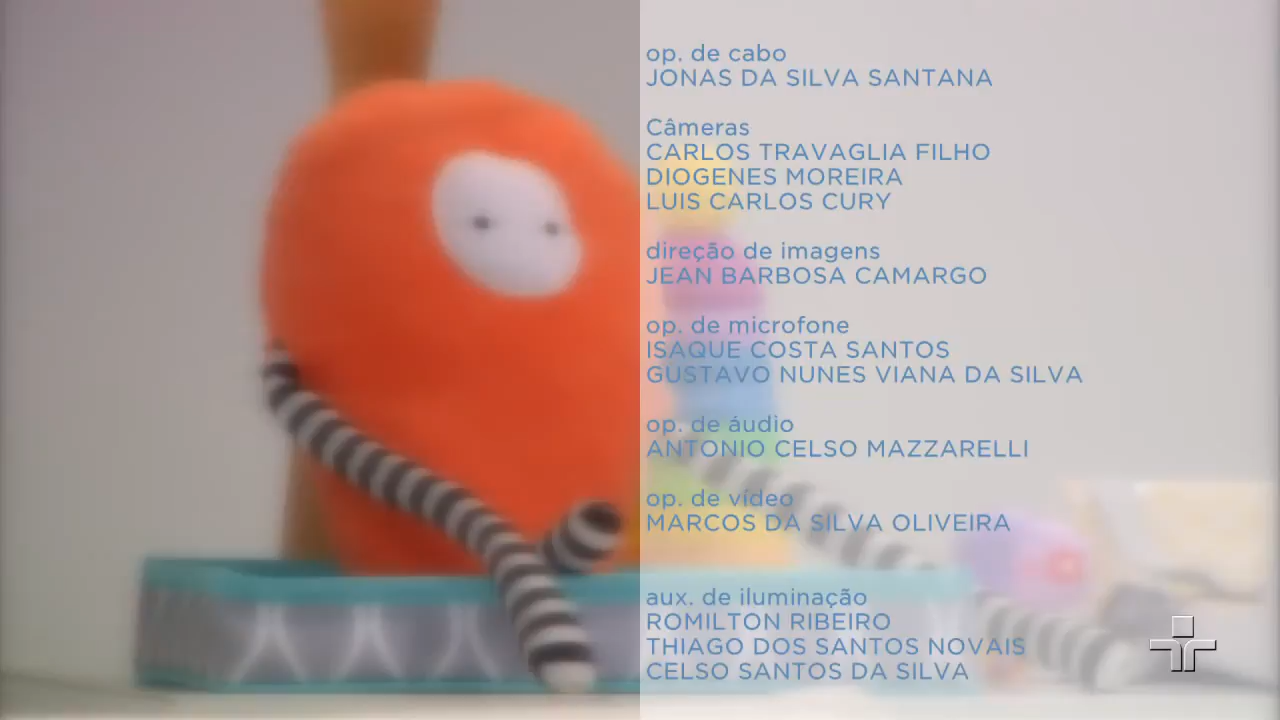 op. de cabo
JONAS DA SILVA SANTANA
Câmeras
CARLOS TRAVAGLIA FILHO
DIOGENES MOREIRA
LUIS CARLOS CURY
direção de imagens
JEAN BARBOSA CAMARGO
op. de microfone
ISAQUE COSTA SANTOS
GUSTAVO NUNES VIANA DA SILVA
op. de áudio
ANTONIO CELSO MAZZARELLI
op. de vídeo
MARCOS DA SILVA OLIVEIRA
aux. de iluminação
ROMILTON RIBEIRO
THIAGO DOS SANTOS NOVAIS
CELSO SANTOS DA SILVA